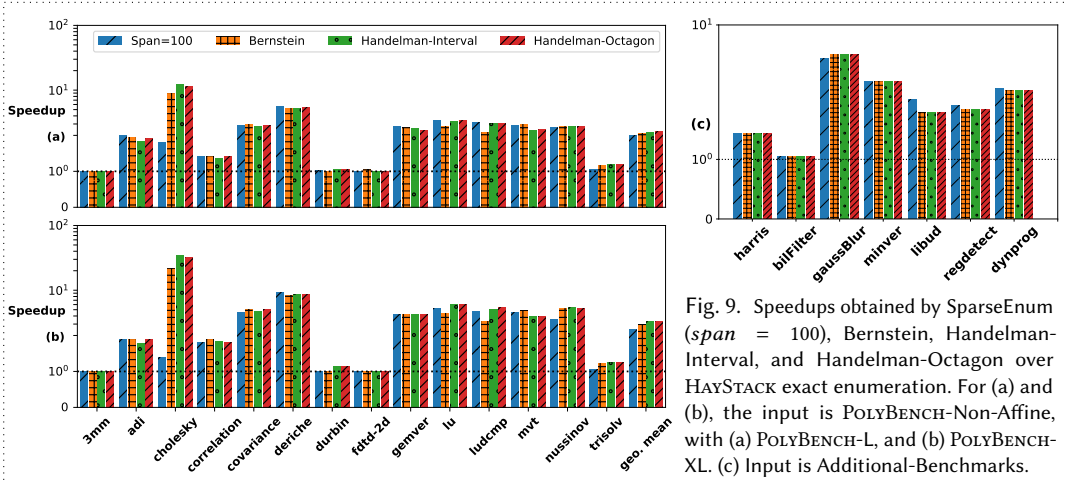 10²
Span=100 Bernstein Handelman-Interval Handelman-Octagon
10¹
Speedup
(a)
10⁰
0
10²
10¹
Speedup
(b)
10⁰
0
3mm adi cholesky correlation covariance deriche durbin fdtd-2d gemver lu ludcmp mvt nussinov trisolv geo. mean
10¹
(c)
10⁰
0
harris bilFilter gaussBlur minver libud regdetect dynprog
Fig. 9. Speedups obtained by SparseEnum
(span = 100), Bernstein, Handelman-
Interval, and Handelman-Octagon over
HayStack exact enumeration. For (a) and
(b), the input is PolyBench-Non-Affine,
with (a) PolyBench-L, and (b) PolyBench-
XL. (c) Input is Additional-Benchmarks.